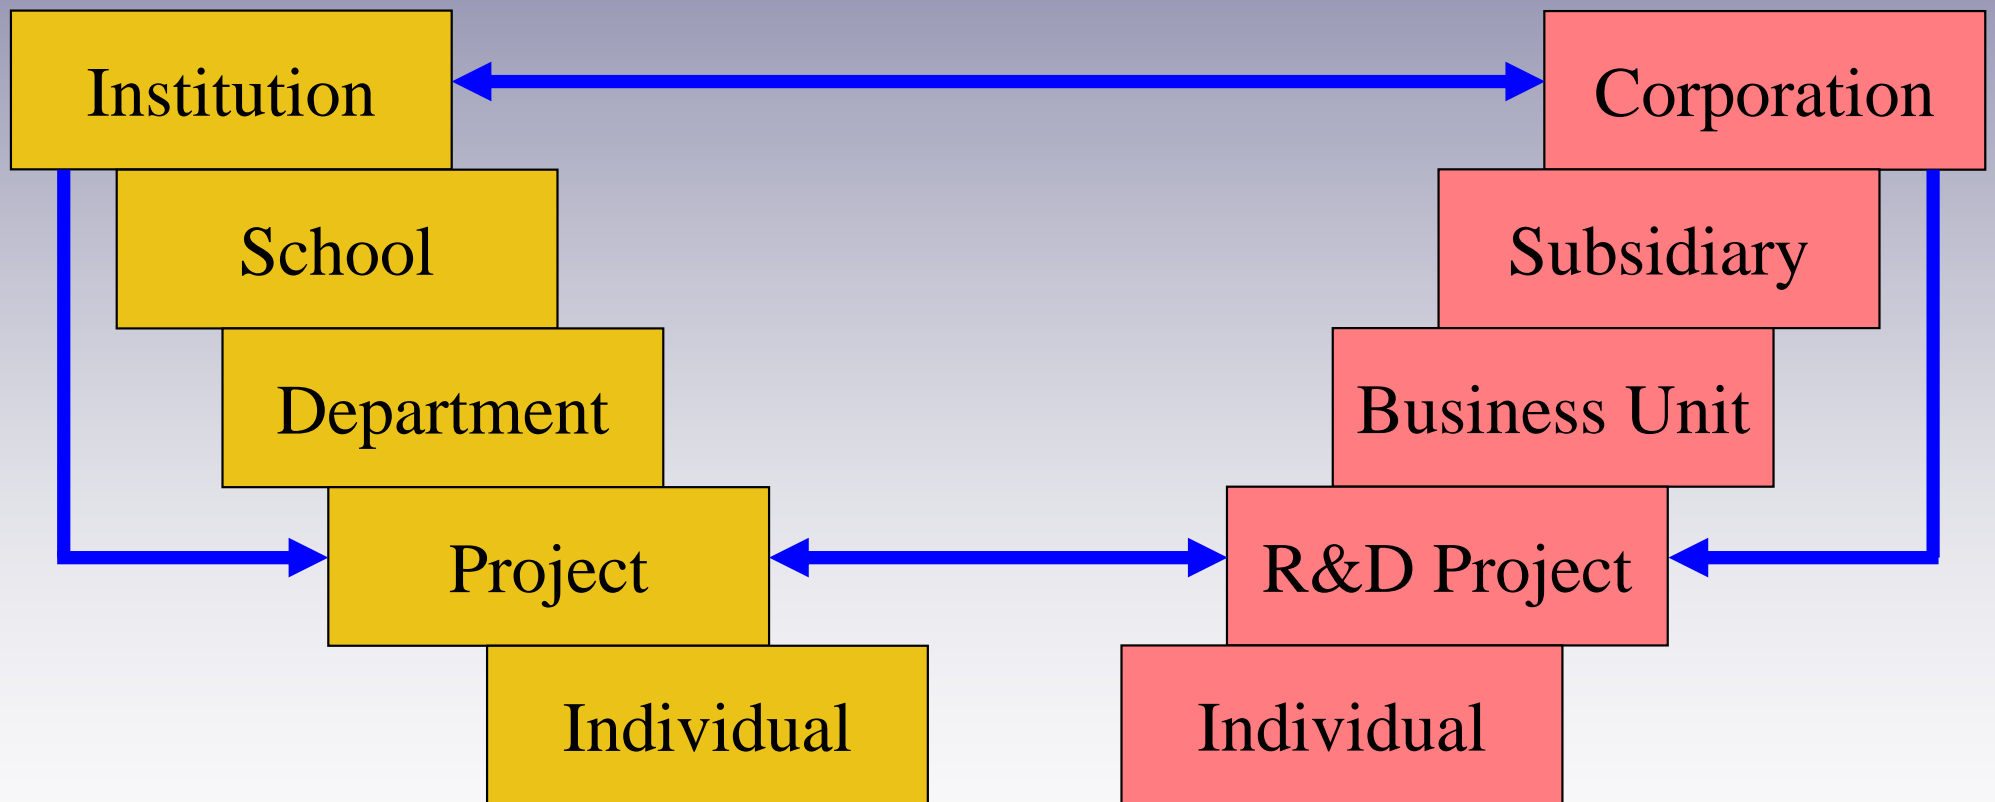 Institution
Corporation
School
Subsidiary
Department
Business Unit
Project
R&D Project
Individual
Individual